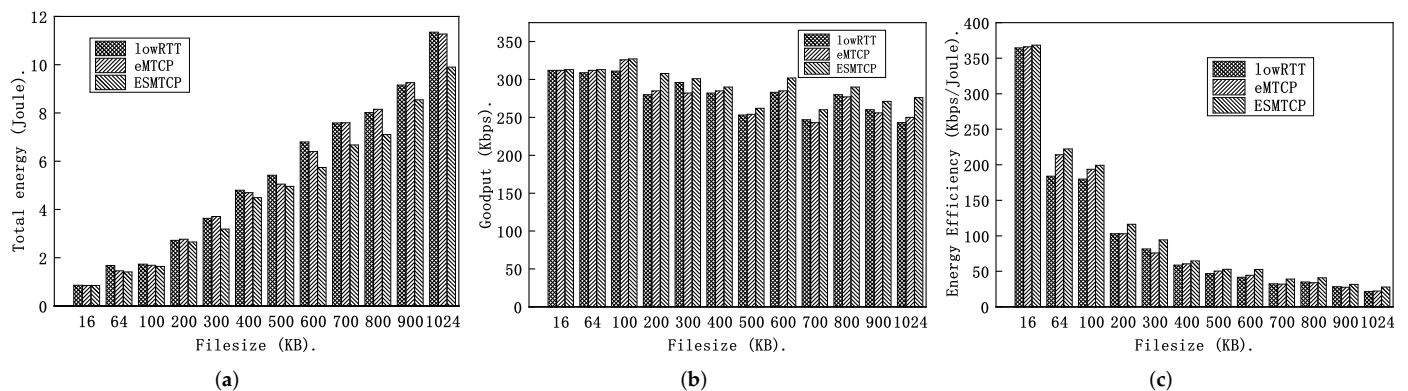 Total energy (Joule).
12
10
8
6
4
2
0
lowRTT
eMTCP
ESMTCP
16 64 100 200 300 400 500 600 700 800 900 1024
Filesize (KB).
(a)
Goodput (Kbps).
350
300
250
200
150
100
50
0
lowRTT
eMTCP
ESMTCP
16 64 100 200 300 400 500 600 700 800 900 1024
Filesize (KB).
(b)
Energy Efficiency (Kbps/Joule).
400
350
300
250
200
150
100
50
0
lowRTT
eMTCP
ESMTCP
16 64 100 200 300 400 500 600 700 800 900 1024
Filesize (KB).
(c)